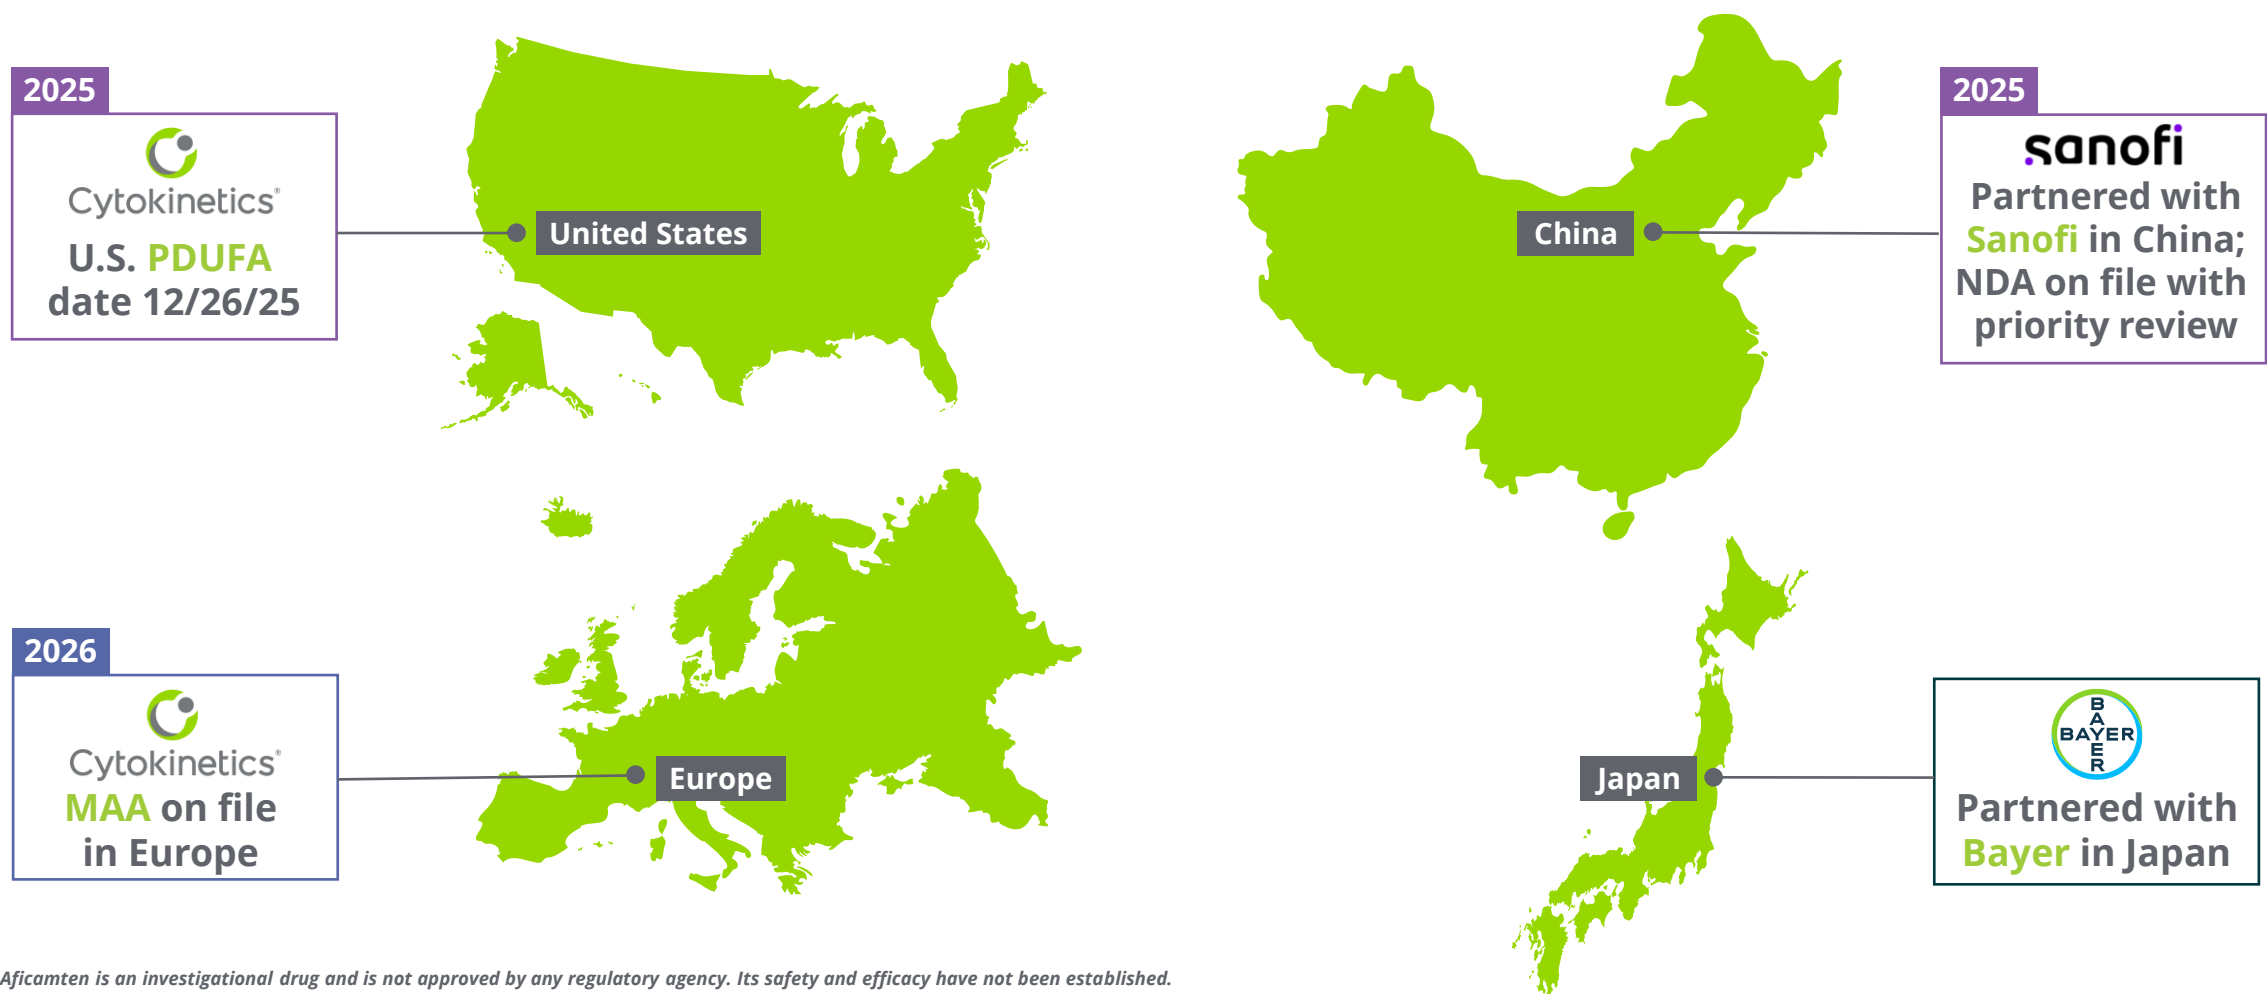 2025
Cytokinetics®
U.S. PDUFA
date 12/26/25
United States
China
2025
sanofi
Partnered with
Sanofi in China;
NDA on file with
priority review
2026
Cytokinetics®
MAA on file
in Europe
Europe
Japan
BAYER
BAYER
Partnered with
Bayer in Japan
Aficamten is an investigational drug and is not approved by any regulatory agency. Its safety and efficacy have not been established.